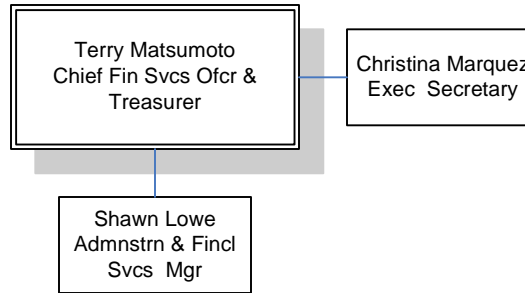 Terry Matsumoto
Chief Fin Svcs Ofcr &
Treasurer
Christina Marquez
Exec Secretary
Shawn Lowe
Admnstrn & Fincl
Svcs Mgr